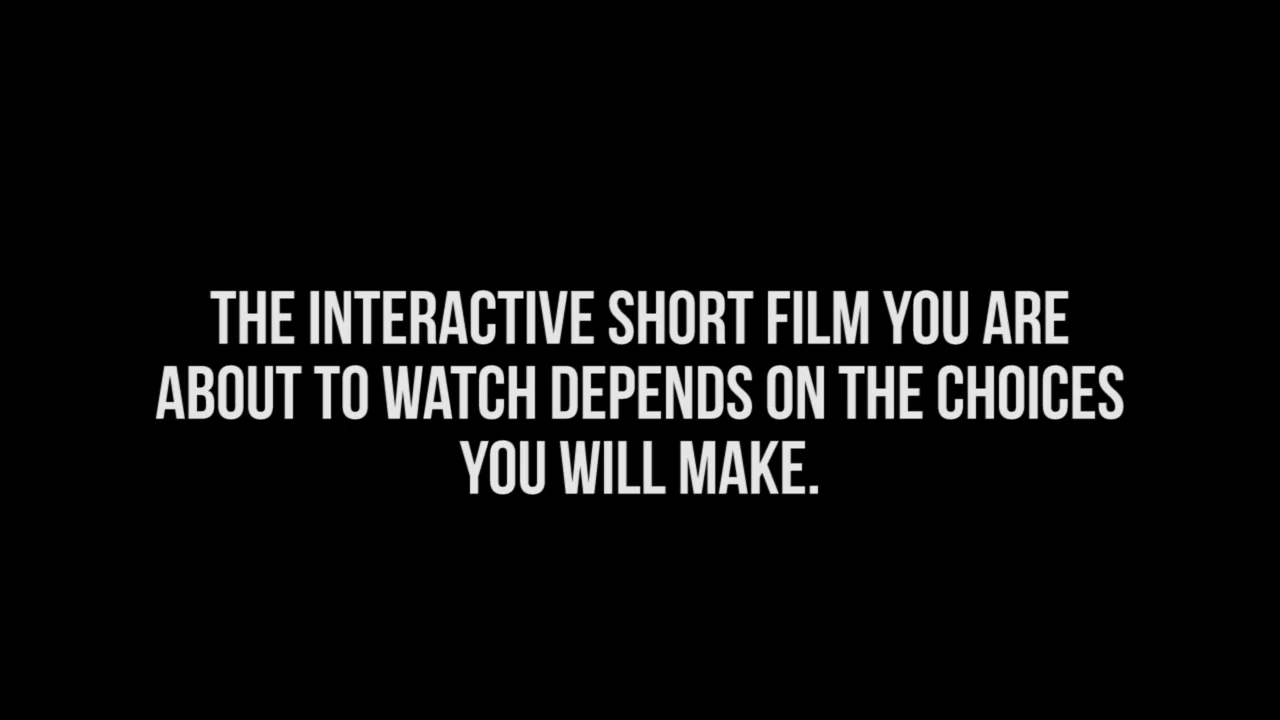 THE INTERACTIVE SHORT FILM YOU ARE
ABOUT TO WATCH DEPENDS ON THE CHOICES
YOU WILL MAKE.